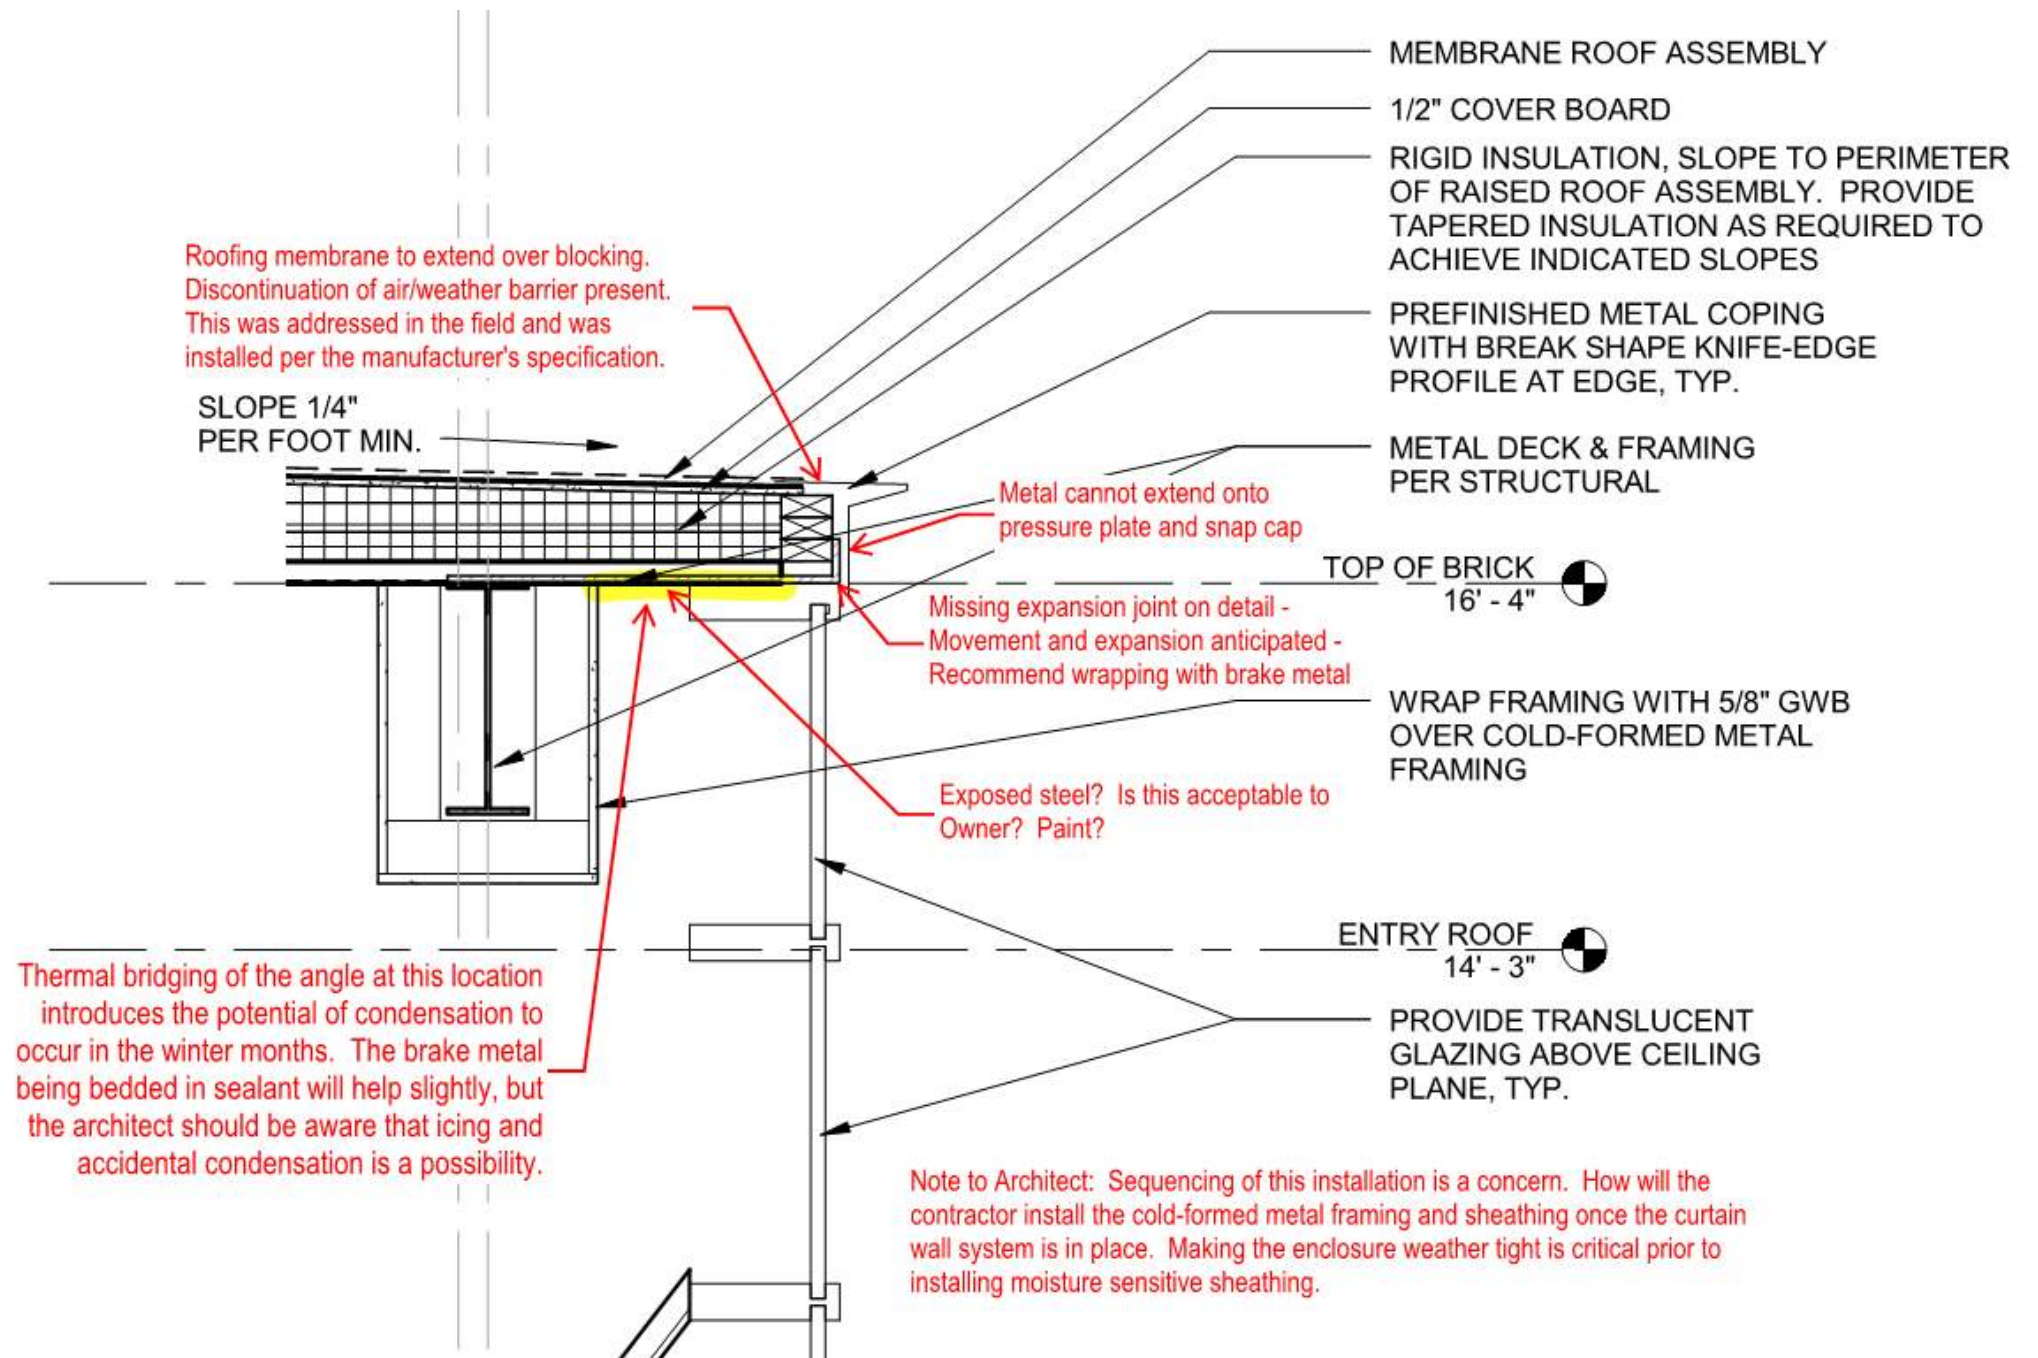 MEMBRANE ROOF ASSEMBLY
1/2" COVER BOARD
RIGID INSULATION, SLOPE TO PERIMETER
OF RAISED ROOF ASSEMBLY. PROVIDE
TAPERED INSULATION AS REQUIRED TO
ACHIEVE INDICATED SLOPES
Roofing membrane to extend over blocking.
Discontinuation of air/weather barrier present.
This was addressed in the field and was
installed per the manufacturer's specification.
PREFINISHED METAL COPING
WITH BREAK SHAPE KNIFE-EDGE
PROFILE AT EDGE, TYP.
SLOPE 1/4"
PER FOOT MIN.
METAL DECK & FRAMING
PER STRUCTURAL
Metal cannot extend onto
pressure plate and snap cap
TOP OF BRICK
16' - 4"
Missing expansion joint on detail -
Movement and expansion anticipated -
Recommend wrapping with brake metal
WRAP FRAMING WITH 5/8" GWB
OVER COLD-FORMED METAL
FRAMING
Exposed steel? Is this acceptable to
Owner? Paint?
ENTRY ROOF
14' - 3"
Thermal bridging of the angle at this location
introduces the potential of condensation to
occur in the winter months. The brake metal
being bedded in sealant will help slightly, but
the architect should be aware that icing and
accidental condensation is a possibility.
PROVIDE TRANSLUCENT
GLAZING ABOVE CEILING
PLANE, TYP.
Note to Architect: Sequencing of this installation is a concern. How will the
contractor install the cold-formed metal framing and sheathing once the curtain
wall system is in place. Making the enclosure weather tight is critical prior to
installing moisture sensitive sheathing.